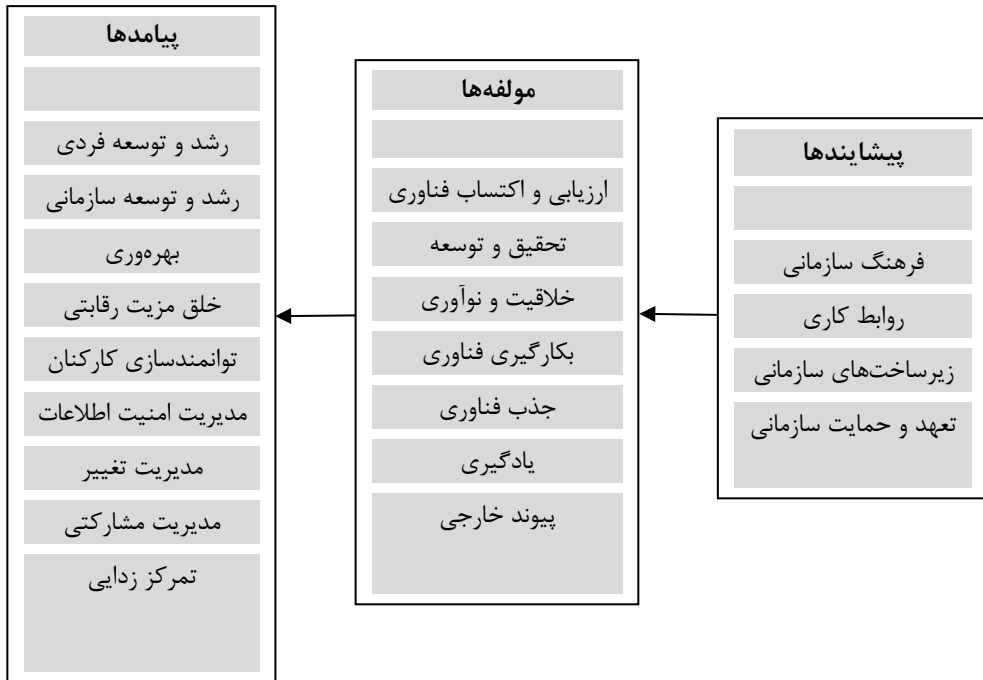 پیشایندها
فرهنگ سازمانی
روابط کاری
زیرساخت‌های سازمانی
تعهد و حمایت سازمانی
مولفه‌ها
ارزیابی و اکتساب فناوری
تحقیق و توسعه
خلاقیت و نوآوری
بکارگیری فناوری
جذب فناوری
یادگیری
پیوند خارجی
پیامدها
رشد و توسعه فردی
رشد و توسعه سازمانی
بهره‌وری
خلق مزیت رقابتی
توانمندسازی کارکنان
مدیریت امنیت اطلاعات
مدیریت تغییر
مدیریت مشارکتی
تمرکز زدایی